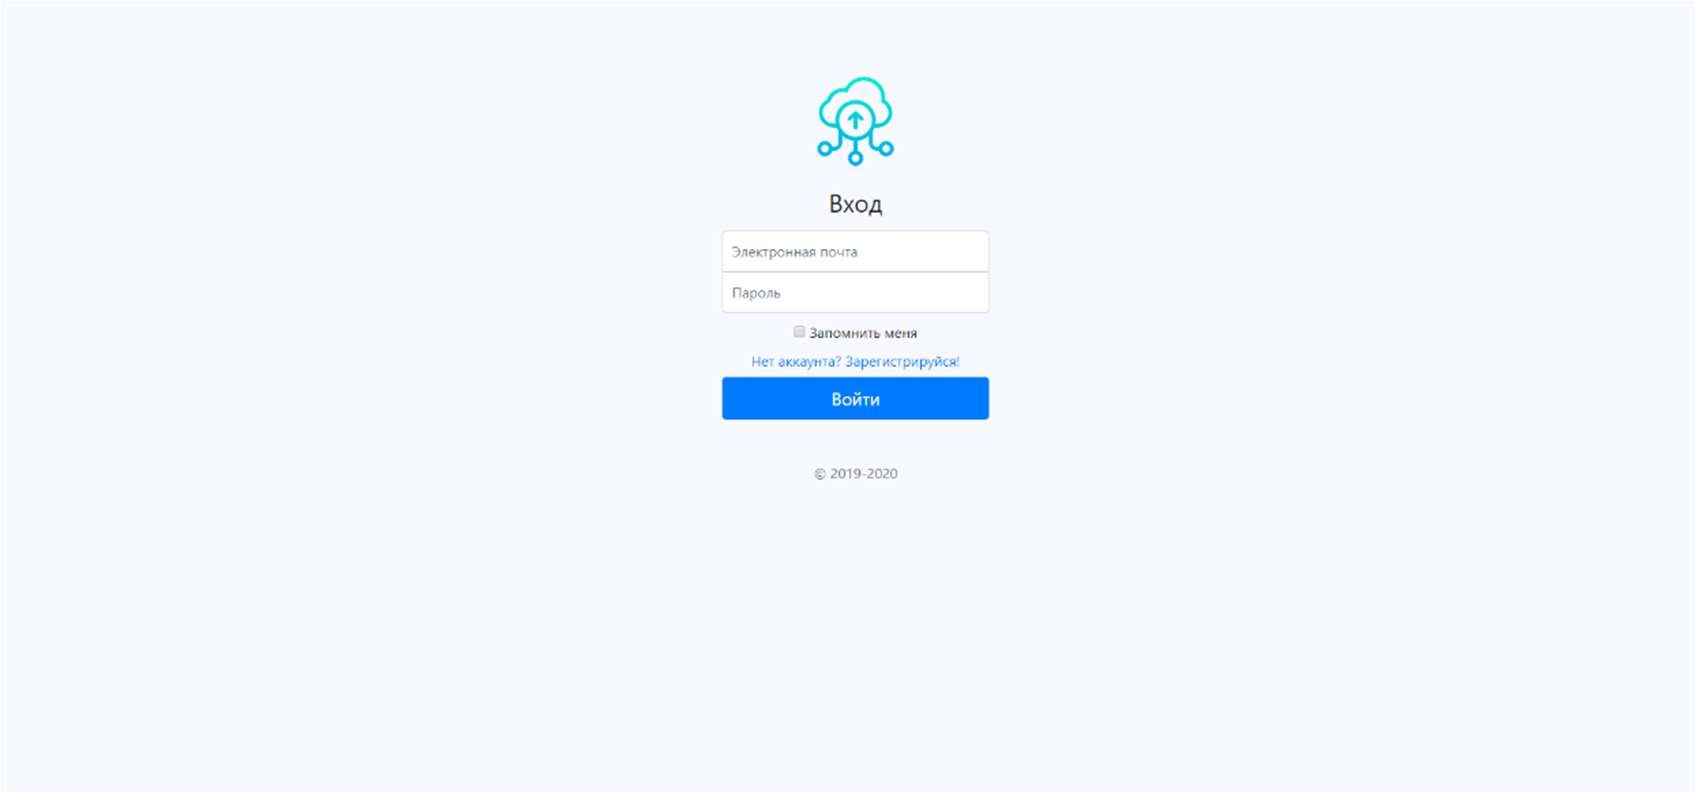 Вход
Электронная почта
Пароль
Запомнить меня
Нет аккаунта? Зарегистрируйся!
Войти
© 2019-2020